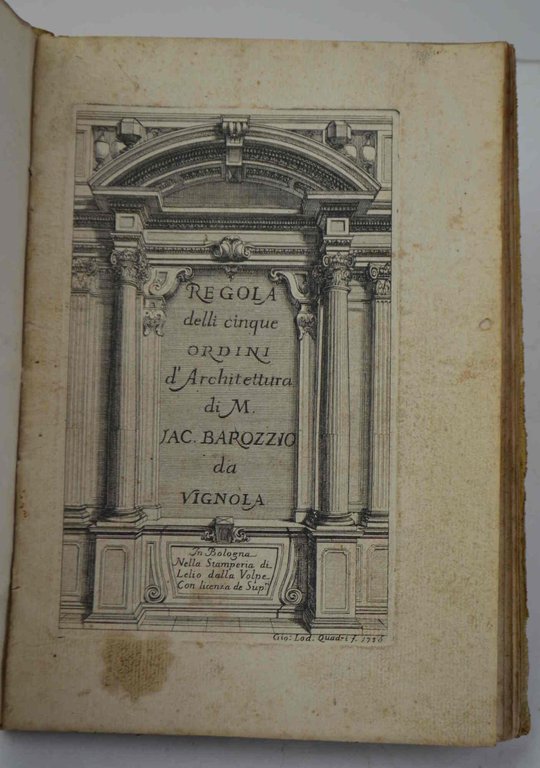 REGOLA
delli cinque
ORDINI
d'Architettura
di M.
JAC. BAROZZIO
da
VIGNOLA
In Bologna
Nella Stamperia di
Lelio dalla Volpe
Con licenza de Sup.ri
Gio: Lod. Quadri f. 1736